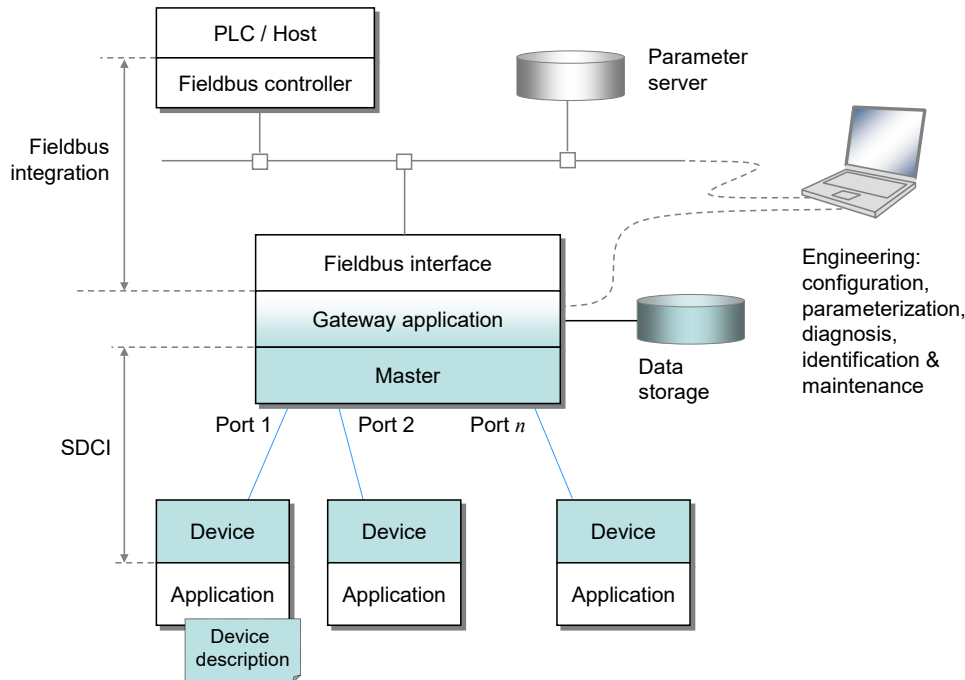 PLC / Host
Fieldbus controller
Parameter
server
Fieldbus
integration
Fieldbus interface
Gateway application
Master
Data
storage
Engineering:
configuration,
parameterization,
diagnosis,
identification &
maintenance
Port 1
Port 2
Port n
SDCI
Device
Device
Device
Application
Application
Application
Device
description